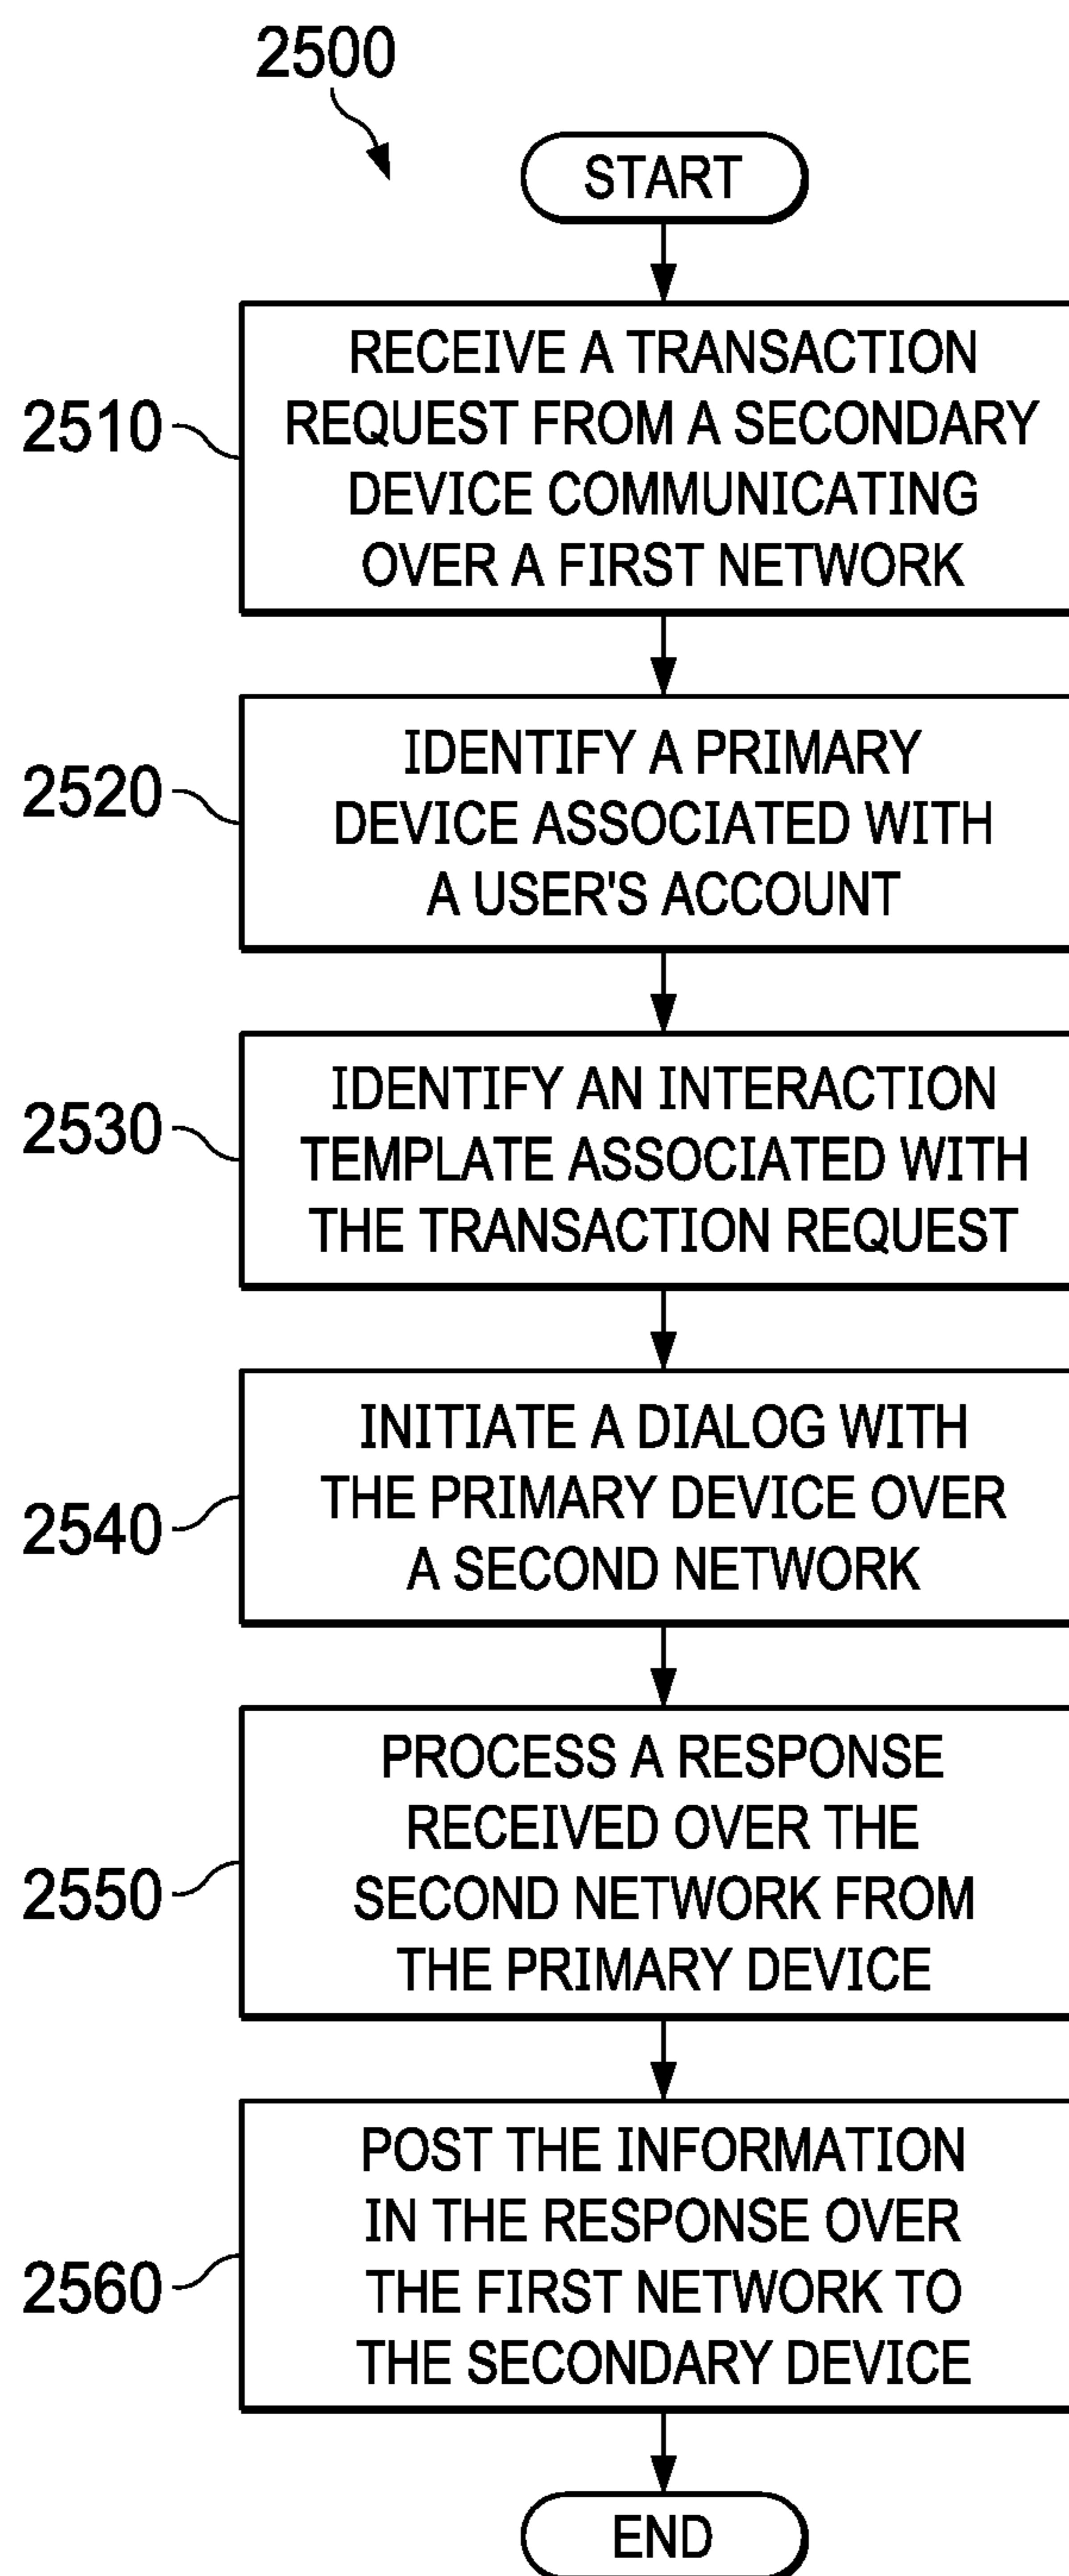 2500
START
2510
RECEIVE A TRANSACTION
REQUEST FROM A SECONDARY
DEVICE COMMUNICATING
OVER A FIRST NETWORK
2520
IDENTIFY A PRIMARY
DEVICE ASSOCIATED WITH
A USER'S ACCOUNT
2530
IDENTIFY AN INTERACTION
TEMPLATE ASSOCIATED WITH
THE TRANSACTION REQUEST
2540
INITIATE A DIALOG WITH
THE PRIMARY DEVICE OVER
A SECOND NETWORK
2550
PROCESS A RESPONSE
RECEIVED OVER THE
SECOND NETWORK FROM
THE PRIMARY DEVICE
2560
POST THE INFORMATION
IN THE RESPONSE OVER
THE FIRST NETWORK TO
THE SECONDARY DEVICE
END